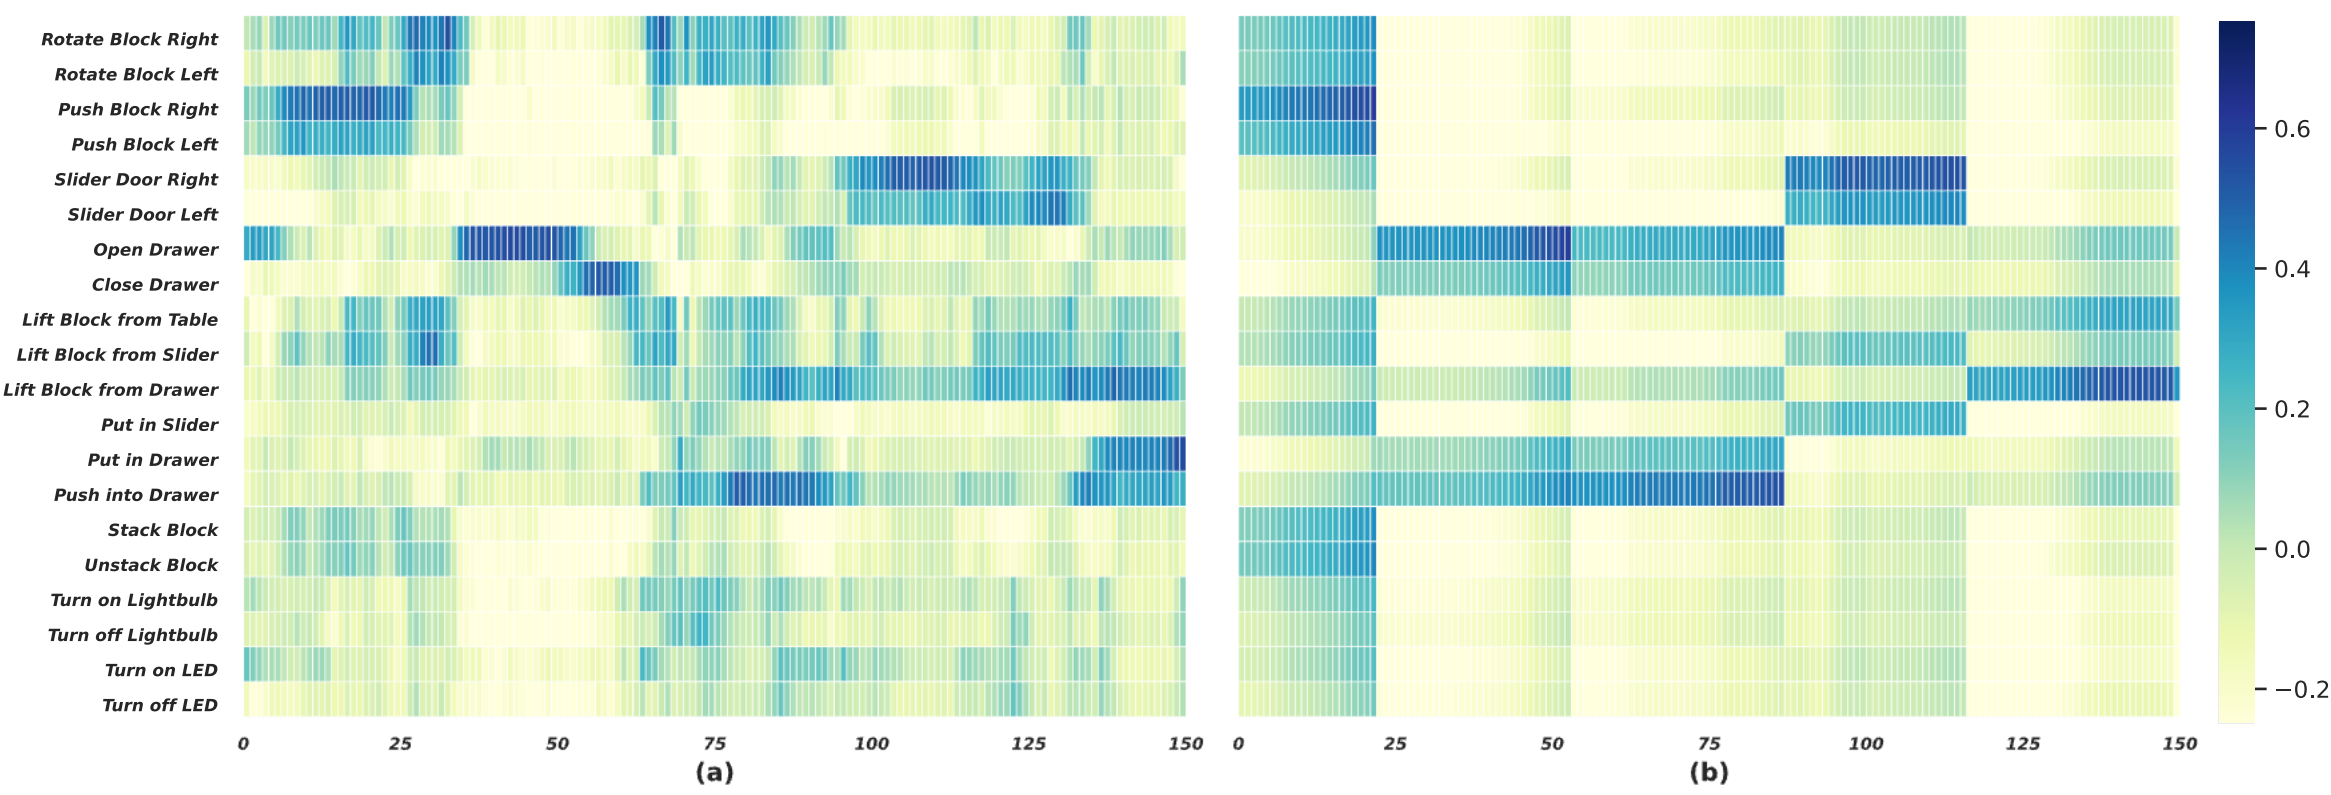 Rotate Block Right
Rotate Block Left
Push Block Right
Push Block Left
Slider Door Right
Slider Door Left
Open Drawer
Close Drawer
Lift Block from Table
Lift Block from Slider
Lift Block from Drawer
Put in Slider
Put in Drawer
Push into Drawer
Stack Block
Unstack Block
Turn on Lightbulb
Turn off Lightbulb
Turn on LED
Turn off LED
0 25 50 75 100 125 150
(a)
0 25 50 75 100 125 150
(b)
0.6
0.4
0.2
0.0
−0.2